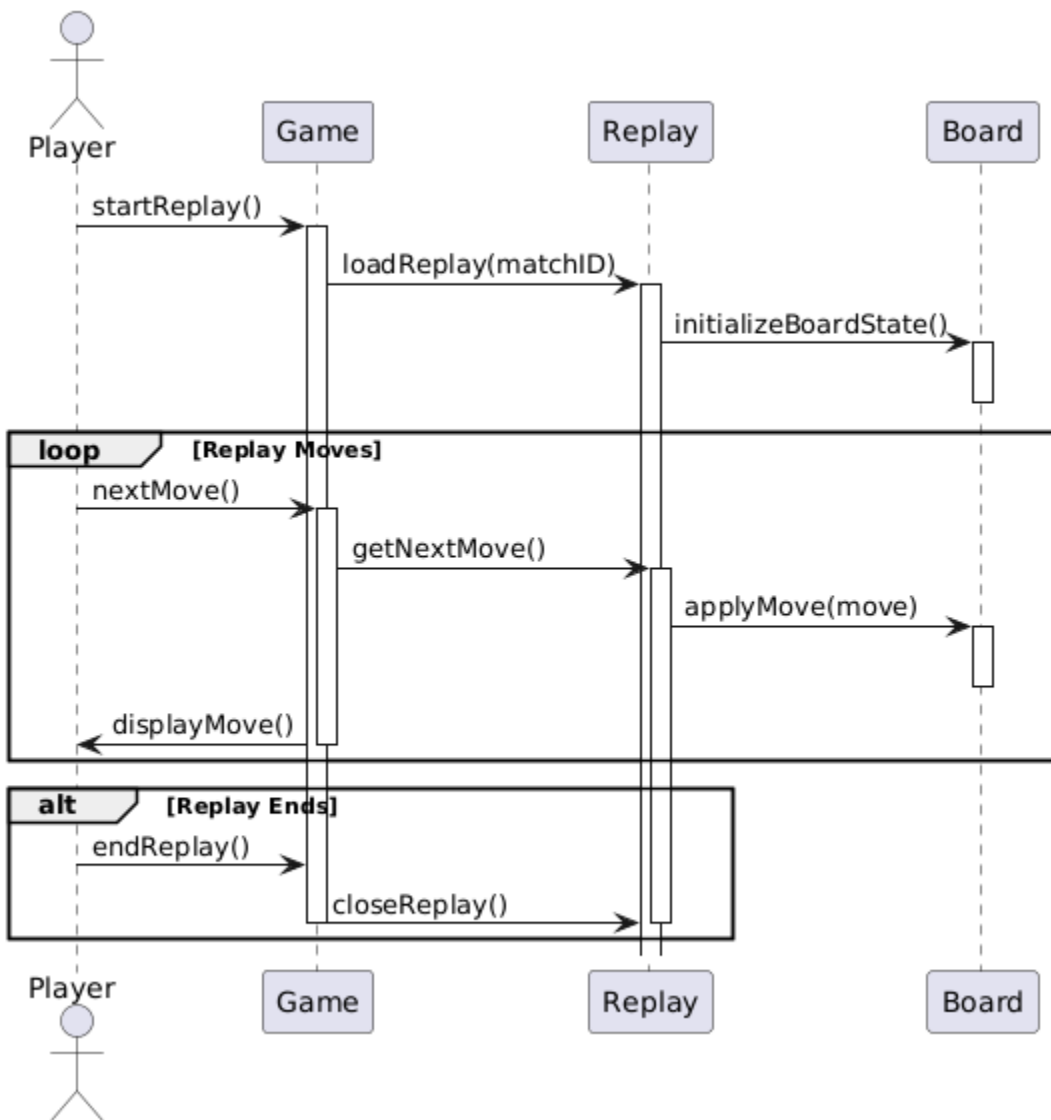 Player
Game
Replay
Board
startReplay()
loadReplay(matchID)
initializeBoardState()
loop
[Replay Moves]
nextMove()
getNextMove()
applyMove(move)
displayMove()
alt
[Replay Ends]
endReplay()
closeReplay()
Player
Game
Replay
Board